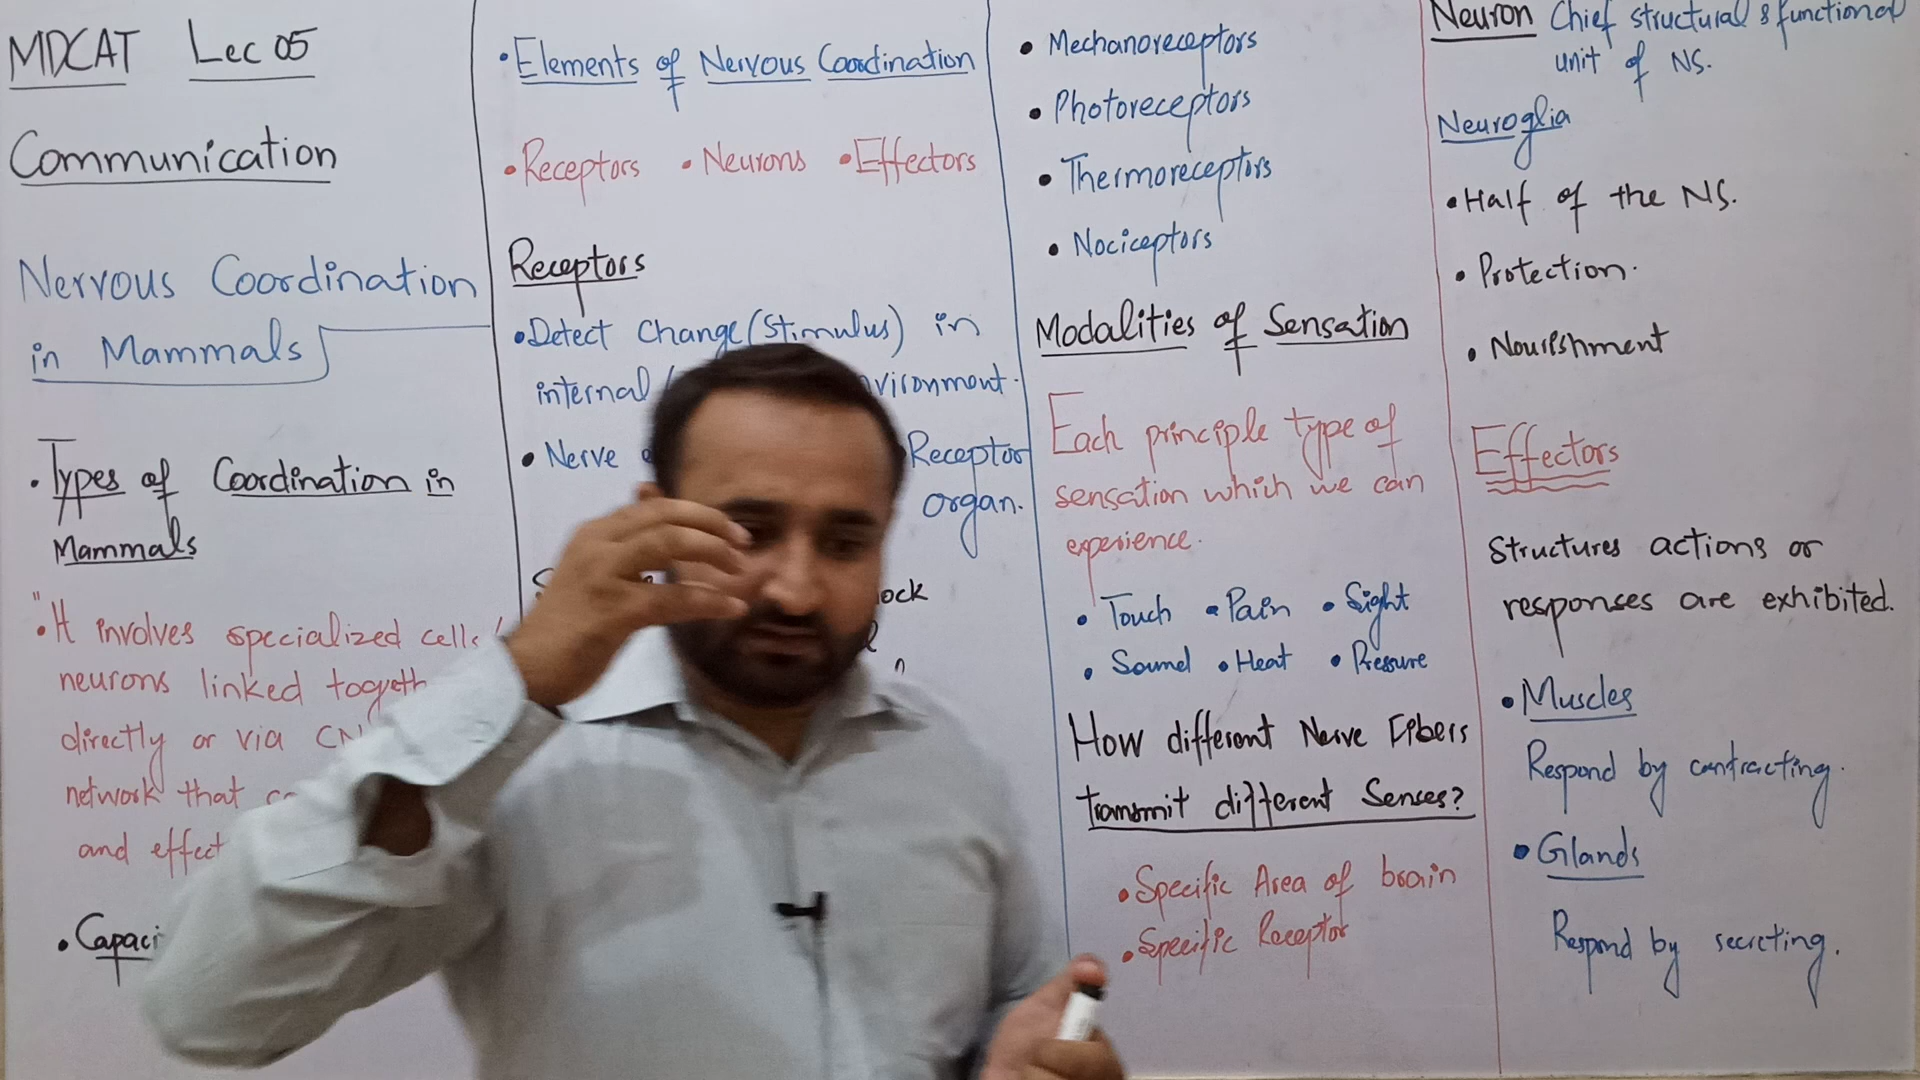 MDCAT Lec 05
Communication
Nervous Coordination
in Mammals
• Types of Coordination in
Mammals
"• It involves specialized cells/
neurons linked
directly or via
network that
and
•
• Elements of Nervous Coordination
• Receptors • Neurons • Effectors
Receptors
• Detect Change (Stimulus) in
internal
• Nerve Receptor
organ.
• Mechanoreceptors
• Photoreceptors
• Thermoreceptors
• Nociceptors
Modalities of Sensation
Each principle type of
sensation which we can
experience.
• Touch • Pain • Sight
• Sound • Heat • Pressure
How different Nerve Fibers
transmit different Senses?
• Specific Area of brain
• Specific Receptor
Neuron Chief structural & functional
unit of NS.
Neuroglia
• Half of the NS.
• Protection.
• Nourishment
Effectors
Structures actions or
responses are exhibited.
• Muscles
Respond by contracting.
• Glands
Respond by secreting.